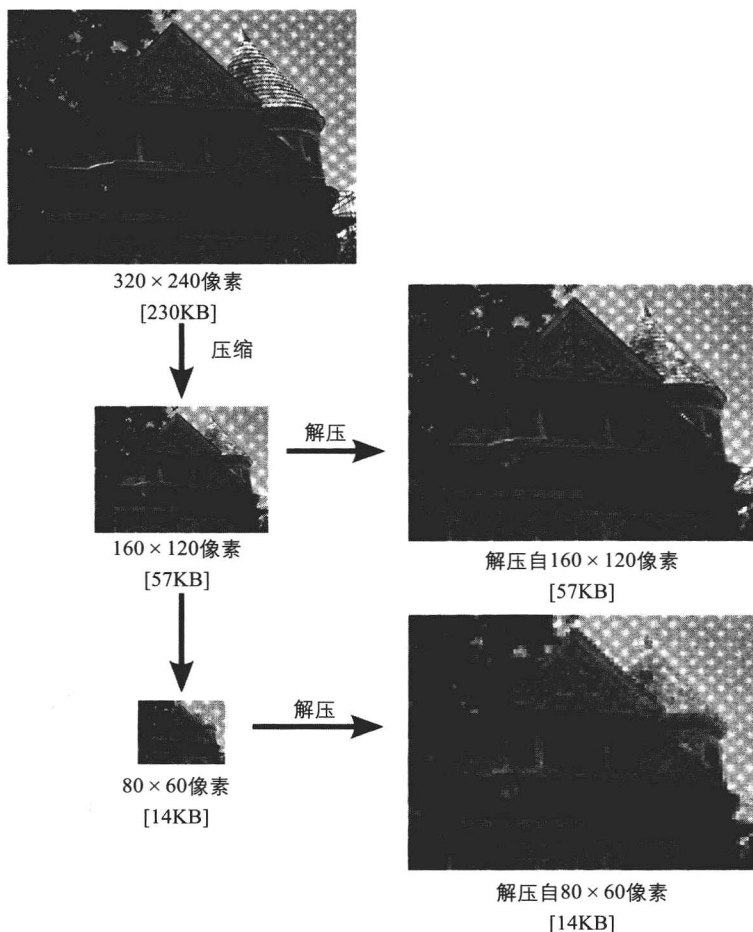 320 × 240像素
[230KB]
压缩
160 × 120像素
[57KB]
解压
解压自160 × 120像素
[57KB]
80 × 60像素
[14KB]
解压
解压自80 × 60像素
[14KB]